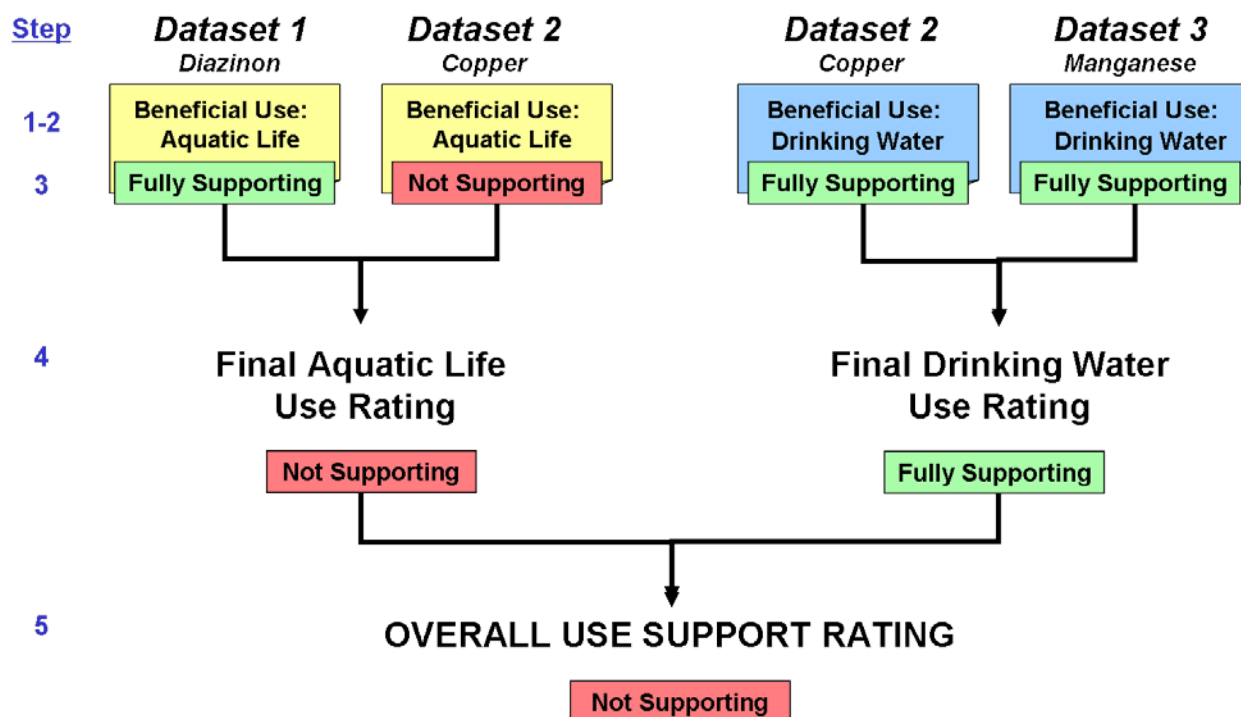 Step
Dataset 1
Diazinon
Dataset 2
Copper
Dataset 2
Copper
Dataset 3
Manganese
1-2
Beneficial Use:
Aquatic Life
Beneficial Use:
Aquatic Life
Beneficial Use:
Drinking Water
Beneficial Use:
Drinking Water
3
Fully Supporting
Not Supporting
Fully Supporting
Fully Supporting
4
Final Aquatic Life
Use Rating
Final Drinking Water
Use Rating
Not Supporting
Fully Supporting
5
OVERALL USE SUPPORT RATING
Not Supporting